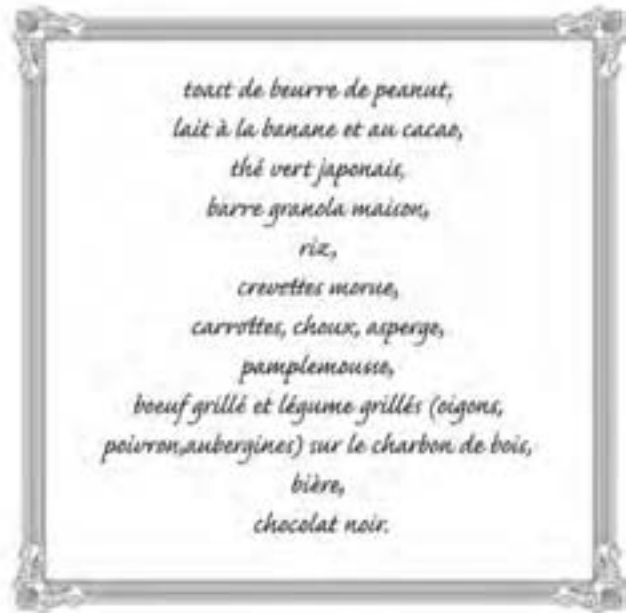 toast de beurre de peanut,
lait à la banane et au cacao,
thé vert japonais,
barre granola maison,
riz,
crevettes morue,
carrottes, choux, asperge,
pamplemousse,
boeuf grillé et légume grillés (oigons,
poivron,aubergines) sur le charbon de bois,
bière,
chocolat noir.